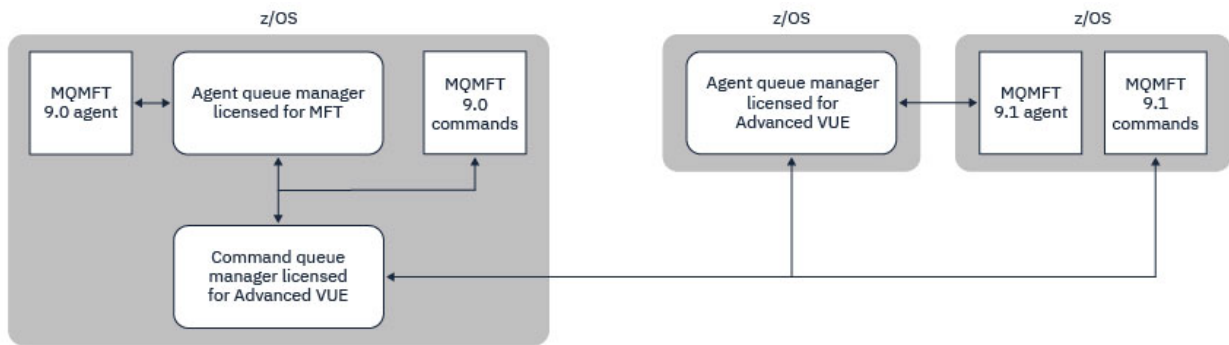 z/OS
MQMFT
9.0 agent
Agent queue manager
licensed for MFT
MQMFT
9.0
commands
Command queue
manager licensed
for Advanced VUE
z/OS
Agent queue manager
licensed for
Advanced VUE
z/OS
MQMFT
9.1 agent
MQMFT
9.1
commands